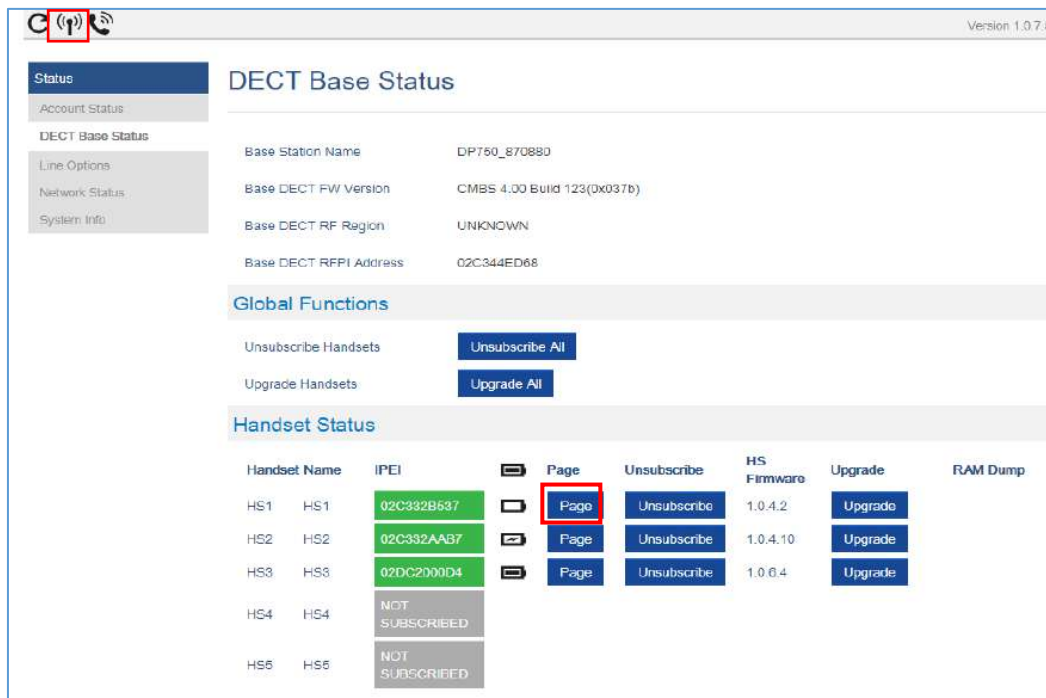 Version 1.0.7.
Status
Account Status
DECT Base Status
Line Options
Network Status
System Info
DECT Base Status
Base Station Name DP750_870880
Base DECT FW Version CMBS 4.00 Build 123(0x037b)
Base DECT RF Region UNKNOWN
Base DECT RFPI Address 02C344ED68
Global Functions
Unsubscribe Handsets Unsubscribe All
Upgrade Handsets Upgrade All
Handset Status
Handset Name IPEI Page Unsubscribe HS Firmware Upgrade RAM Dump
HS1 HS1 02C332B537 Page Unsubscribe 1.0.4.2 Upgrade
HS2 HS2 02C332AAB7 Page Unsubscribe 1.0.4.10 Upgrade
HS3 HS3 02DC2000D4 Page Unsubscribe 1.0.6.4 Upgrade
HS4 HS4 NOT SUBSCRIBED
HS5 HS5 NOT SUBSCRIBED